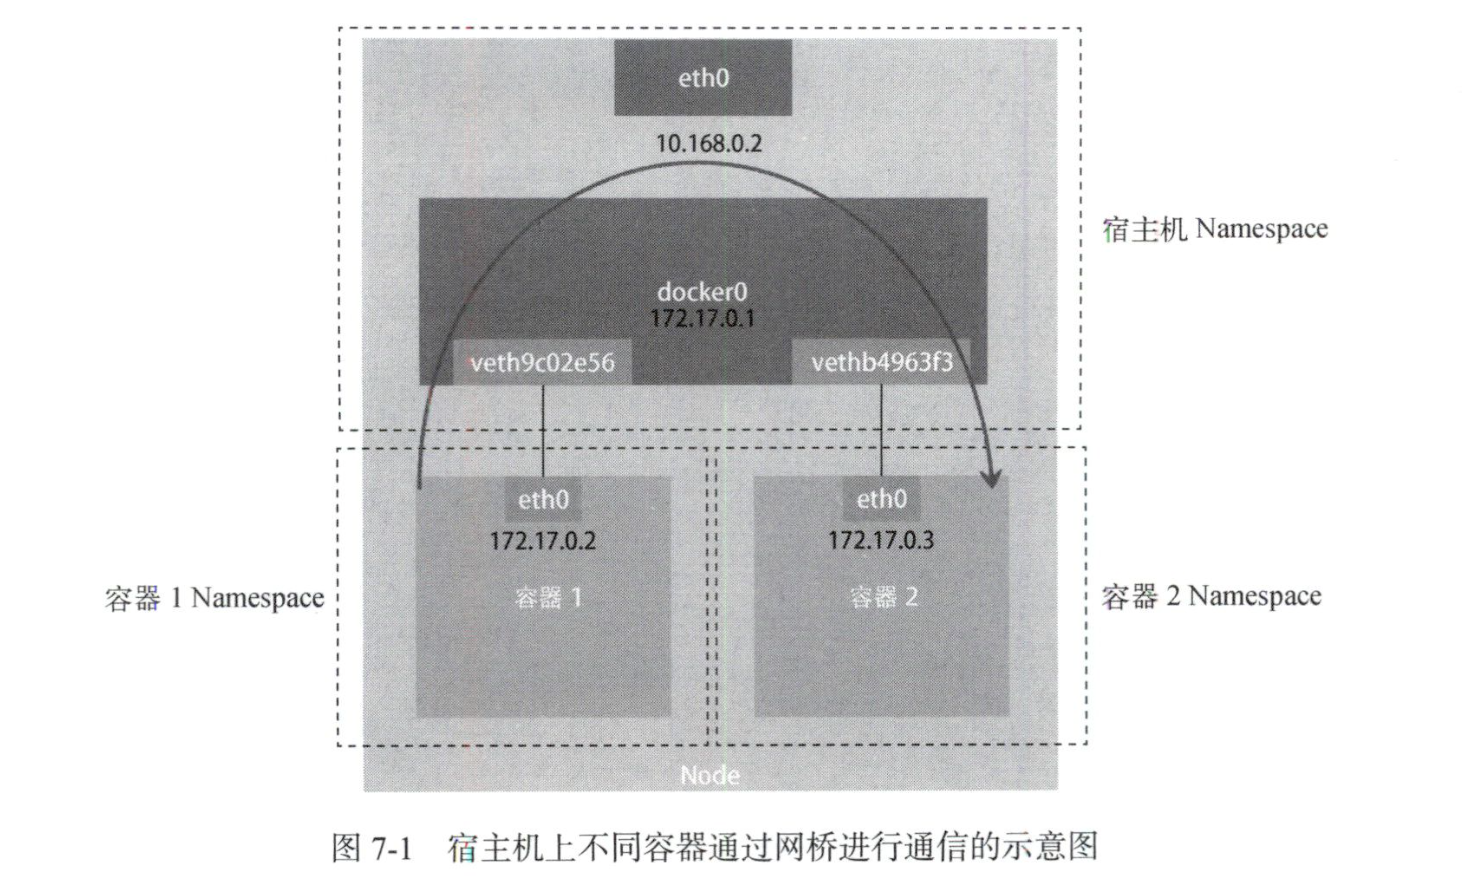 eth0
10.168.0.2
宿主机 Namespace
docker0
172.17.0.1
veth9c02e56
vethb4963f3
eth0
172.17.0.2
容器 1
eth0
172.17.0.3
容器 2
容器 1 Namespace
容器 2 Namespace
Node
图 7-1 宿主机上不同容器通过网桥进行通信的示意图